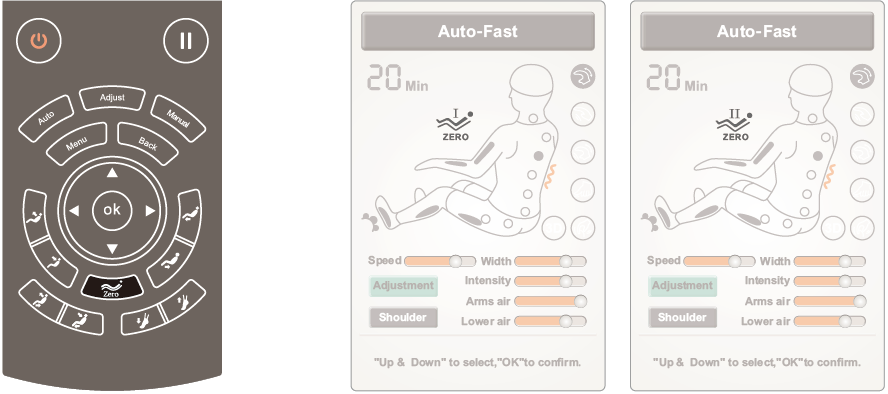 Auto
Adjust
Manual
Menu
Back
ok
Zero
Auto-Fast
20 Min
I
ZERO
Speed
Width
Adjustment
Intensity
Arms air
Shoulder
Lower air
"Up & Down" to select,"OK"to confirm.
Auto-Fast
20 Min
II
ZERO
Speed
Width
Adjustment
Intensity
Arms air
Shoulder
Lower air
"Up & Down" to select,"OK"to confirm.